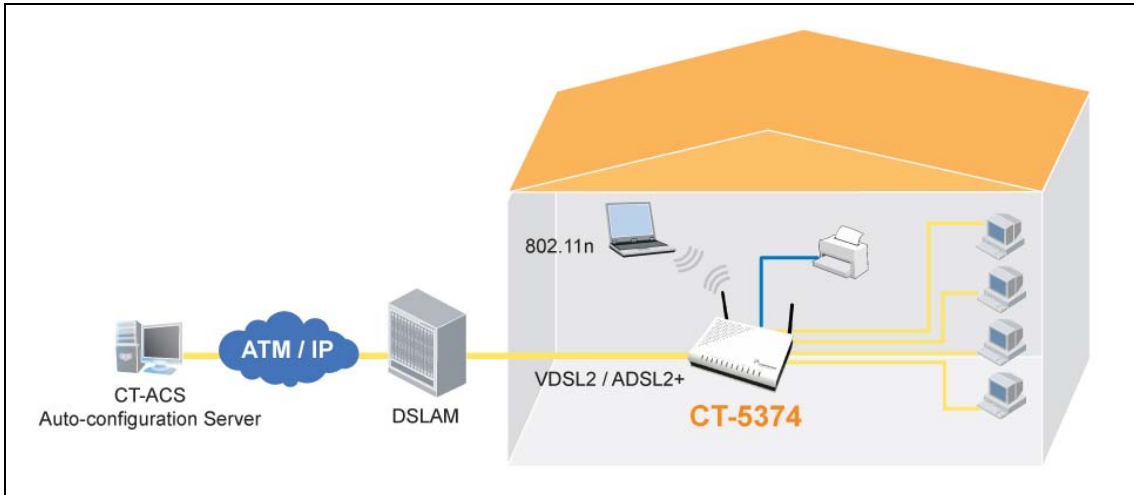 802.11n
ATM / IP
VDSL2 / ADSL2+
CT-ACS
Auto-configuration Server
DSLAM
CT-5374